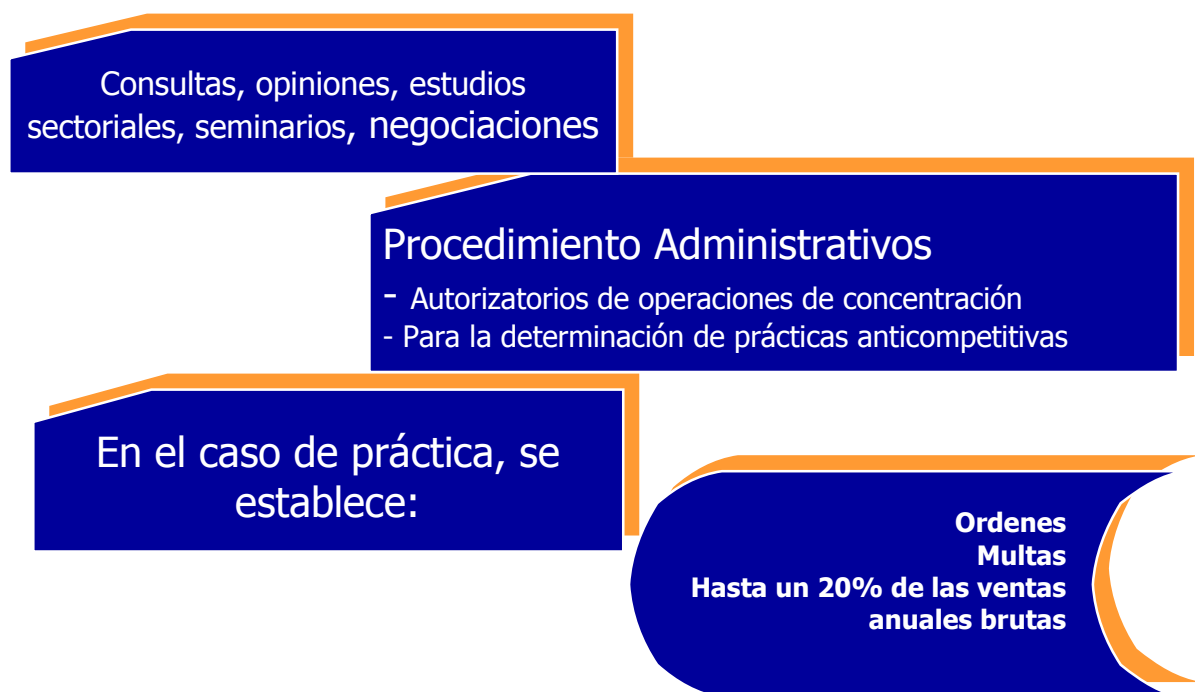 Consultas, opiniones, estudios
sectoriales, seminarios, negociaciones
Procedimiento Administrativos
- Autorizatorios de operaciones de concentración
- Para la determinación de prácticas anticompetitivas
En el caso de práctica, se
establece:
Ordenes
Multas
Hasta un 20% de las ventas
anuales brutas